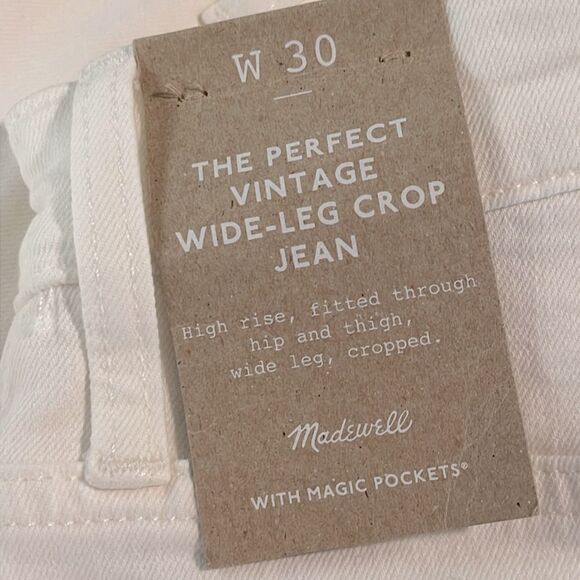 W 30
THE PERFECT
VINTAGE
WIDE-LEG CROP
JEAN
High rise, fitted through
hip and thigh,
wide leg, cropped.
Madewell
WITH MAGIC POCKETS®